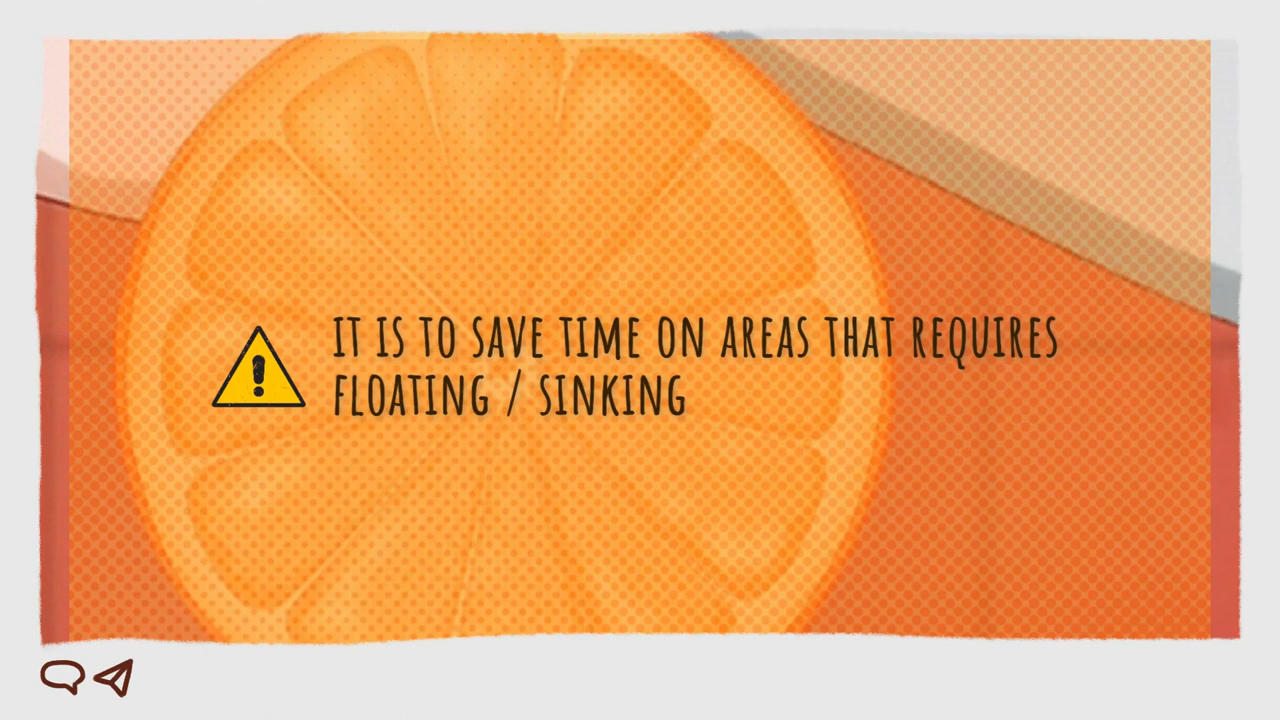 IT IS TO SAVE TIME ON AREAS THAT REQUIRES
FLOATING / SINKING